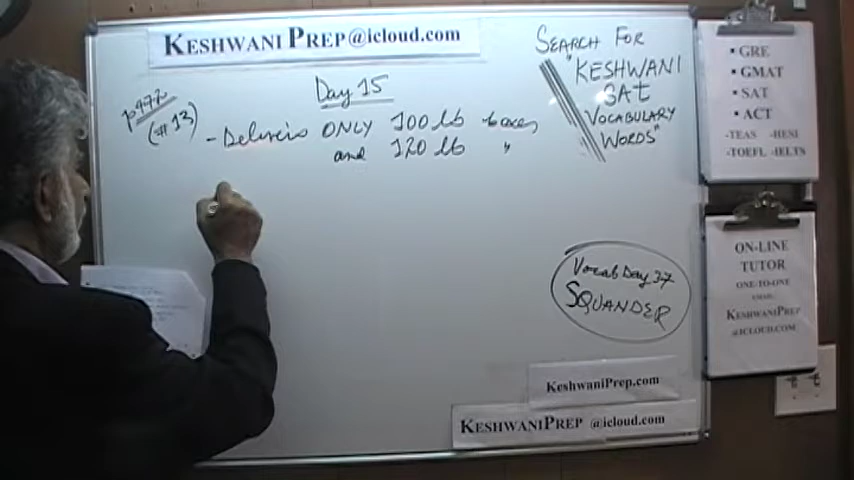 KESHWANI PREP@icloud.com
Day 15
p972
(#13)
- Delivers ONLY 100 lb boxes
and 120 lb "
SEARCH FOR
"KESHWANI
SAT
VOCABULARY
WORDS"
Vocab Day 37
SQUANDER
KeshwaniPrep.com
KESHWANIPREP @icloud.com
▪ GRE
▪ GMAT
▪ SAT
▪ ACT
-TEAS -HESI
-TOEFL -IELTS
ON-LINE
TUTOR
ONE-TO-ONE
EMAIL:
KESHWANIPREP
@ICLOUD.COM